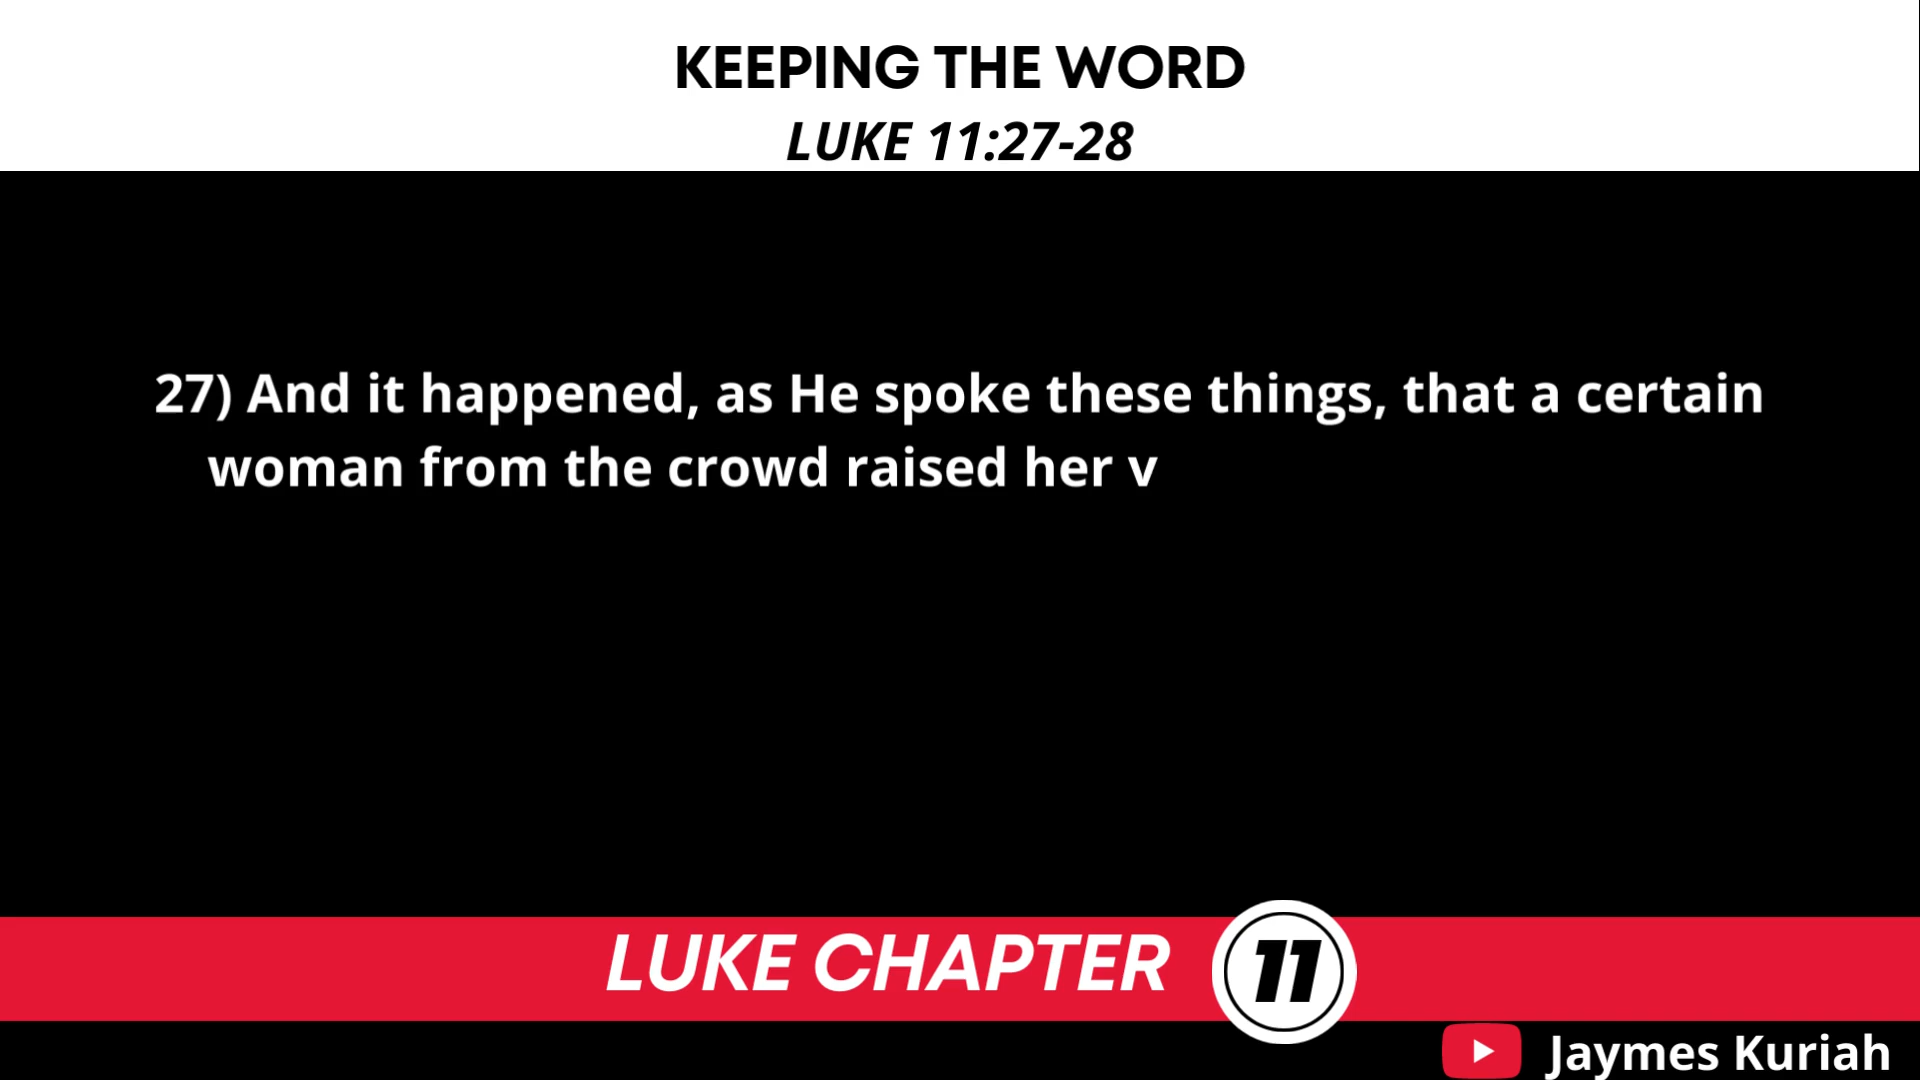 KEEPING THE WORD
LUKE 11:27-28
27) And it happened, as He spoke these things, that a certain
woman from the crowd raised her v
LUKE CHAPTER 11
Jaymes Kuriah